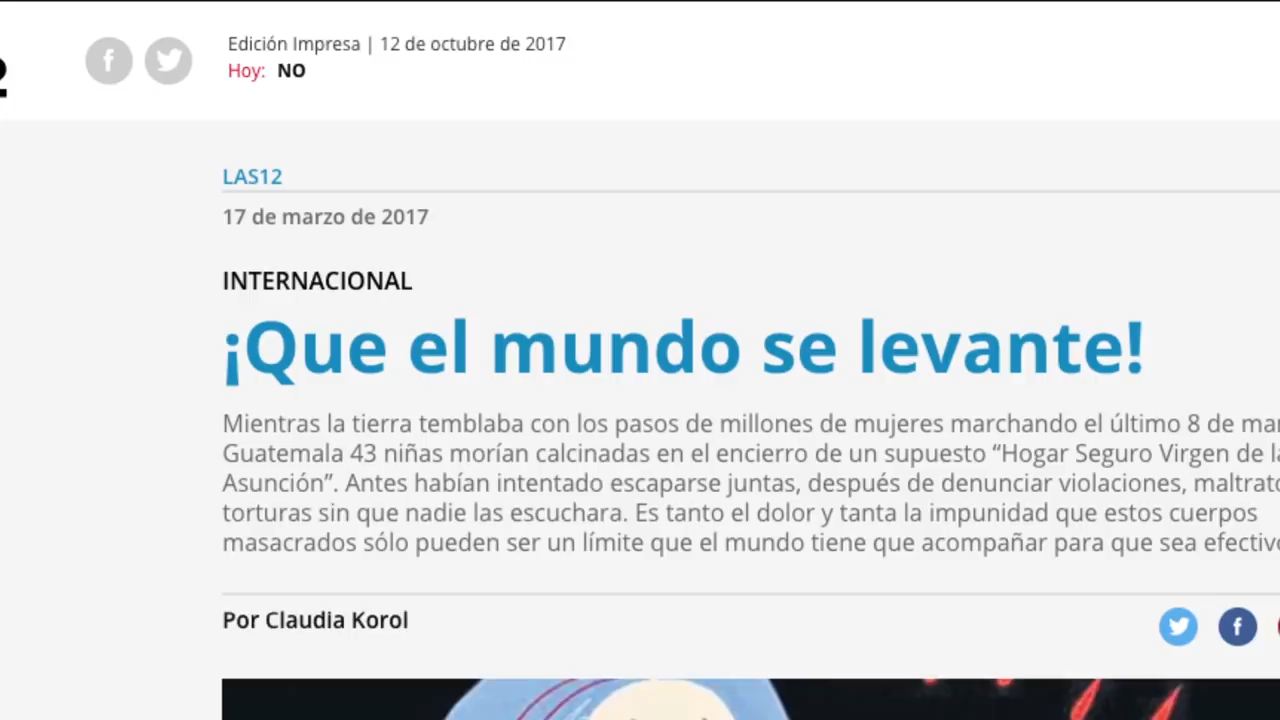 Edición Impresa | 12 de octubre de 2017
Hoy: NO
LAS12
17 de marzo de 2017
INTERNACIONAL
¡Que el mundo se levante!
Mientras la tierra temblaba con los pasos de millones de mujeres marchando el último 8 de
Guatemala 43 niñas morían calcinadas en el encierro de un supuesto “Hogar Seguro Virgen de
Asunción”. Antes habían intentado escaparse juntas, después de denunciar violaciones,
torturas sin que nadie las escuchara. Es tanto el dolor y tanta la impunidad que estos cuerpos
masacrados sólo pueden ser un límite que el mundo tiene que acompañar para que sea
Por Claudia Korol